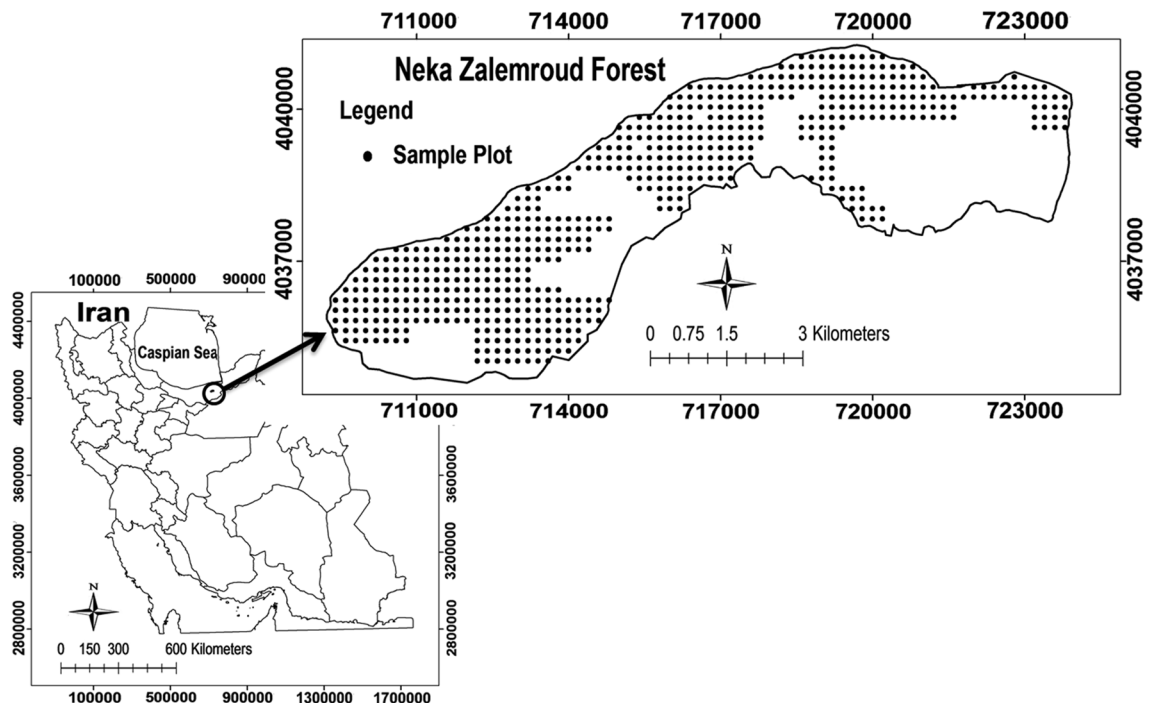 711000 714000 717000 720000 723000
Neka Zalemroud Forest
Legend
Sample Plot
4040000
4037000
4040000
4037000
N
0 0.75 1.5 3 Kilometers
711000 714000 717000 720000 723000
100000 500000 90000
Iran
Caspian Sea
4400000
4000000
3600000
3200000
2800000
3600000
3200000
2800000
N
0 150 300 600 Kilometers
100000 500000 900000 1300000 1700000